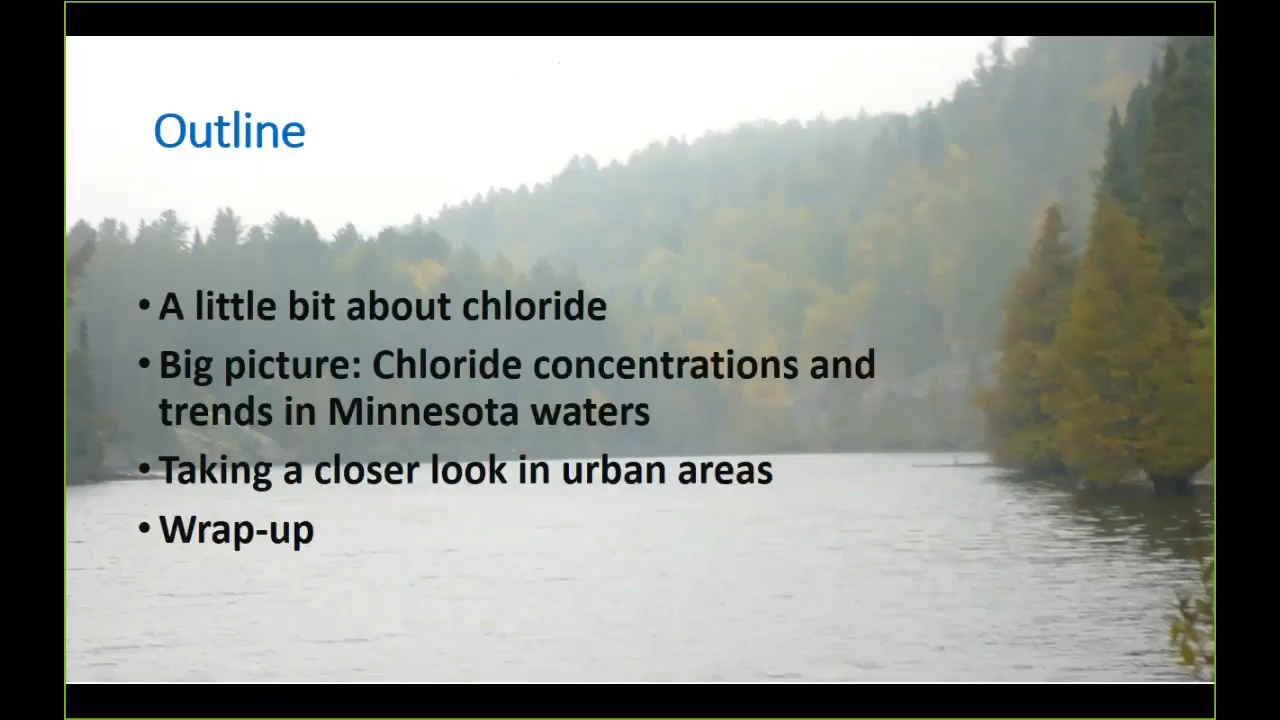 Outline
• A little bit about chloride
• Big picture: Chloride concentrations and
trends in Minnesota waters
• Taking a closer look in urban areas
• Wrap-up